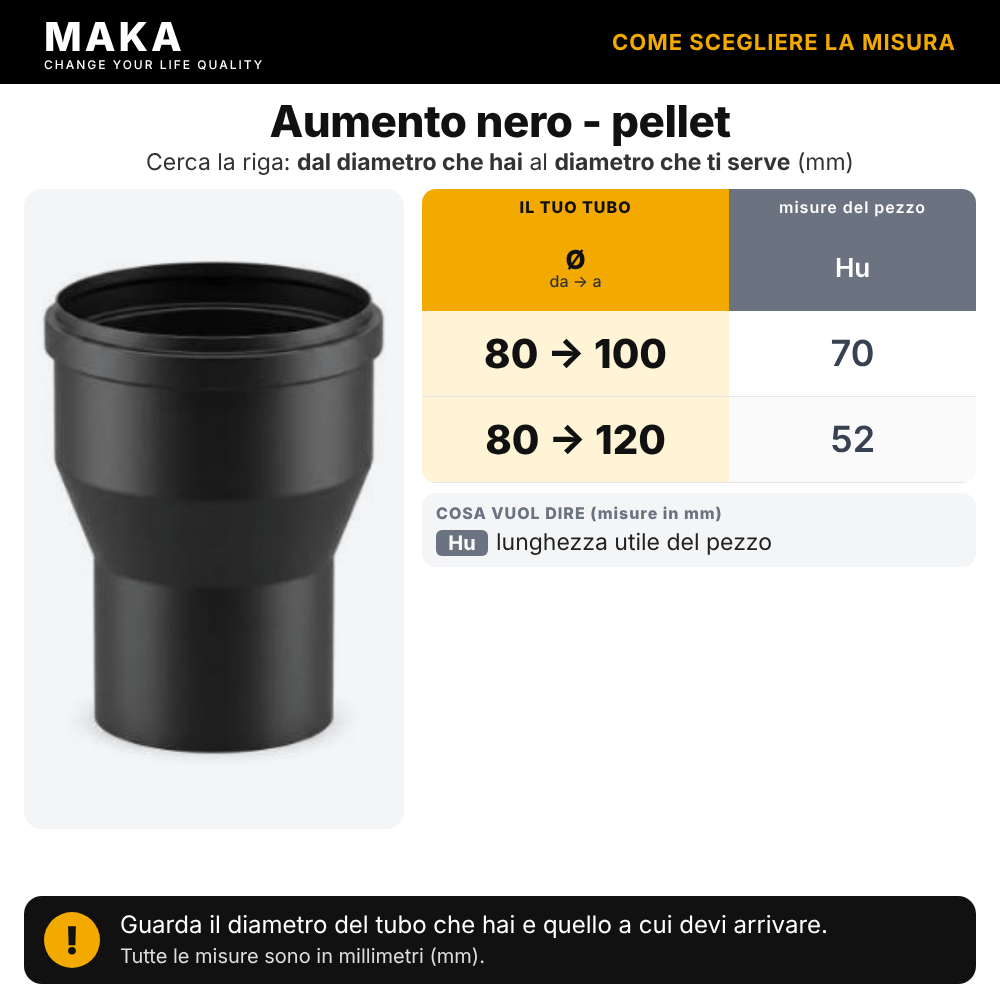 MAKA
CHANGE YOUR LIFE QUALITY
COME SCEGLIERE LA MISURA
Aumento nero - pellet
Cerca la riga: dal diametro che hai al diametro che ti serve (mm)
IL TUO TUBO
misure del pezzo
Ø
da → a
Hu
80 → 100
70
80 → 120
52
COSA VUOL DIRE (misure in mm)
Hu lunghezza utile del pezzo
! Guarda il diametro del tubo che hai e quello a cui devi arrivare.
Tutte le misure sono in millimetri (mm).